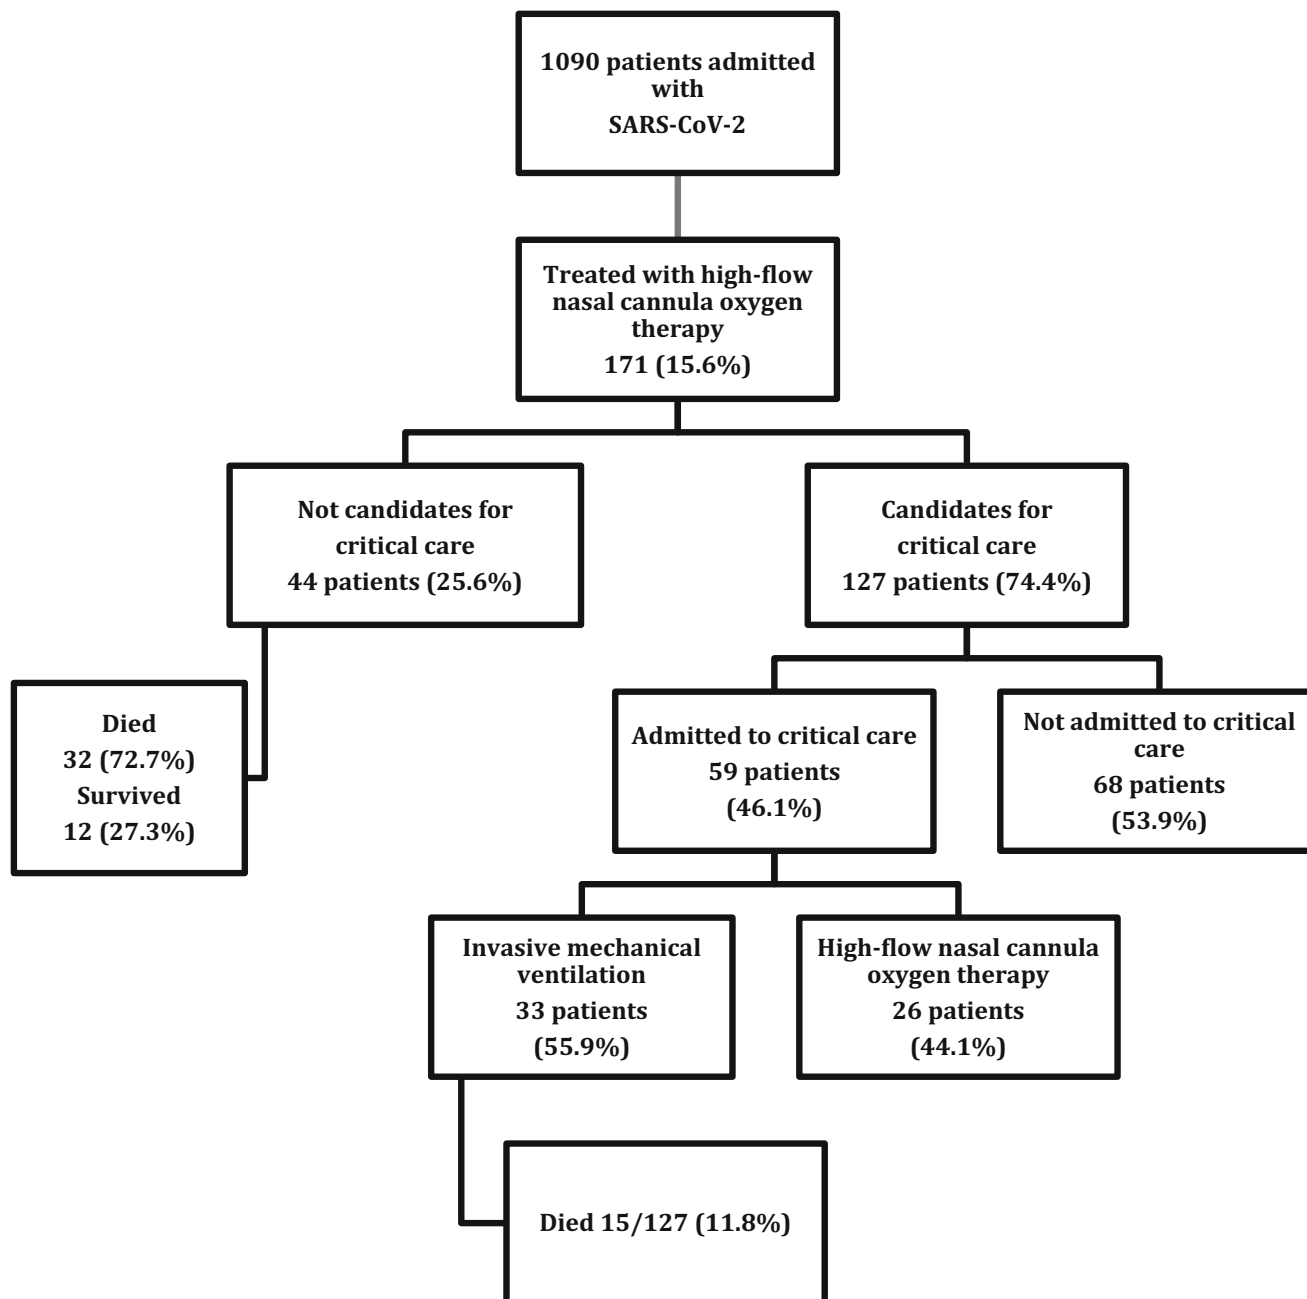 1090 patients admitted
with
SARS-CoV-2
Treated with high-flow
nasal cannula oxygen
therapy
171 (15.6%)
Not candidates for
critical care
44 patients (25.6%)
Candidates for
critical care
127 patients (74.4%)
Died
32 (72.7%)
Survived
12 (27.3%)
Admitted to critical care
59 patients
(46.1%)
Not admitted to critical
care
68 patients
(53.9%)
Invasive mechanical
ventilation
33 patients
(55.9%)
High-flow nasal cannula
oxygen therapy
26 patients
(44.1%)
Died 15/127 (11.8%)